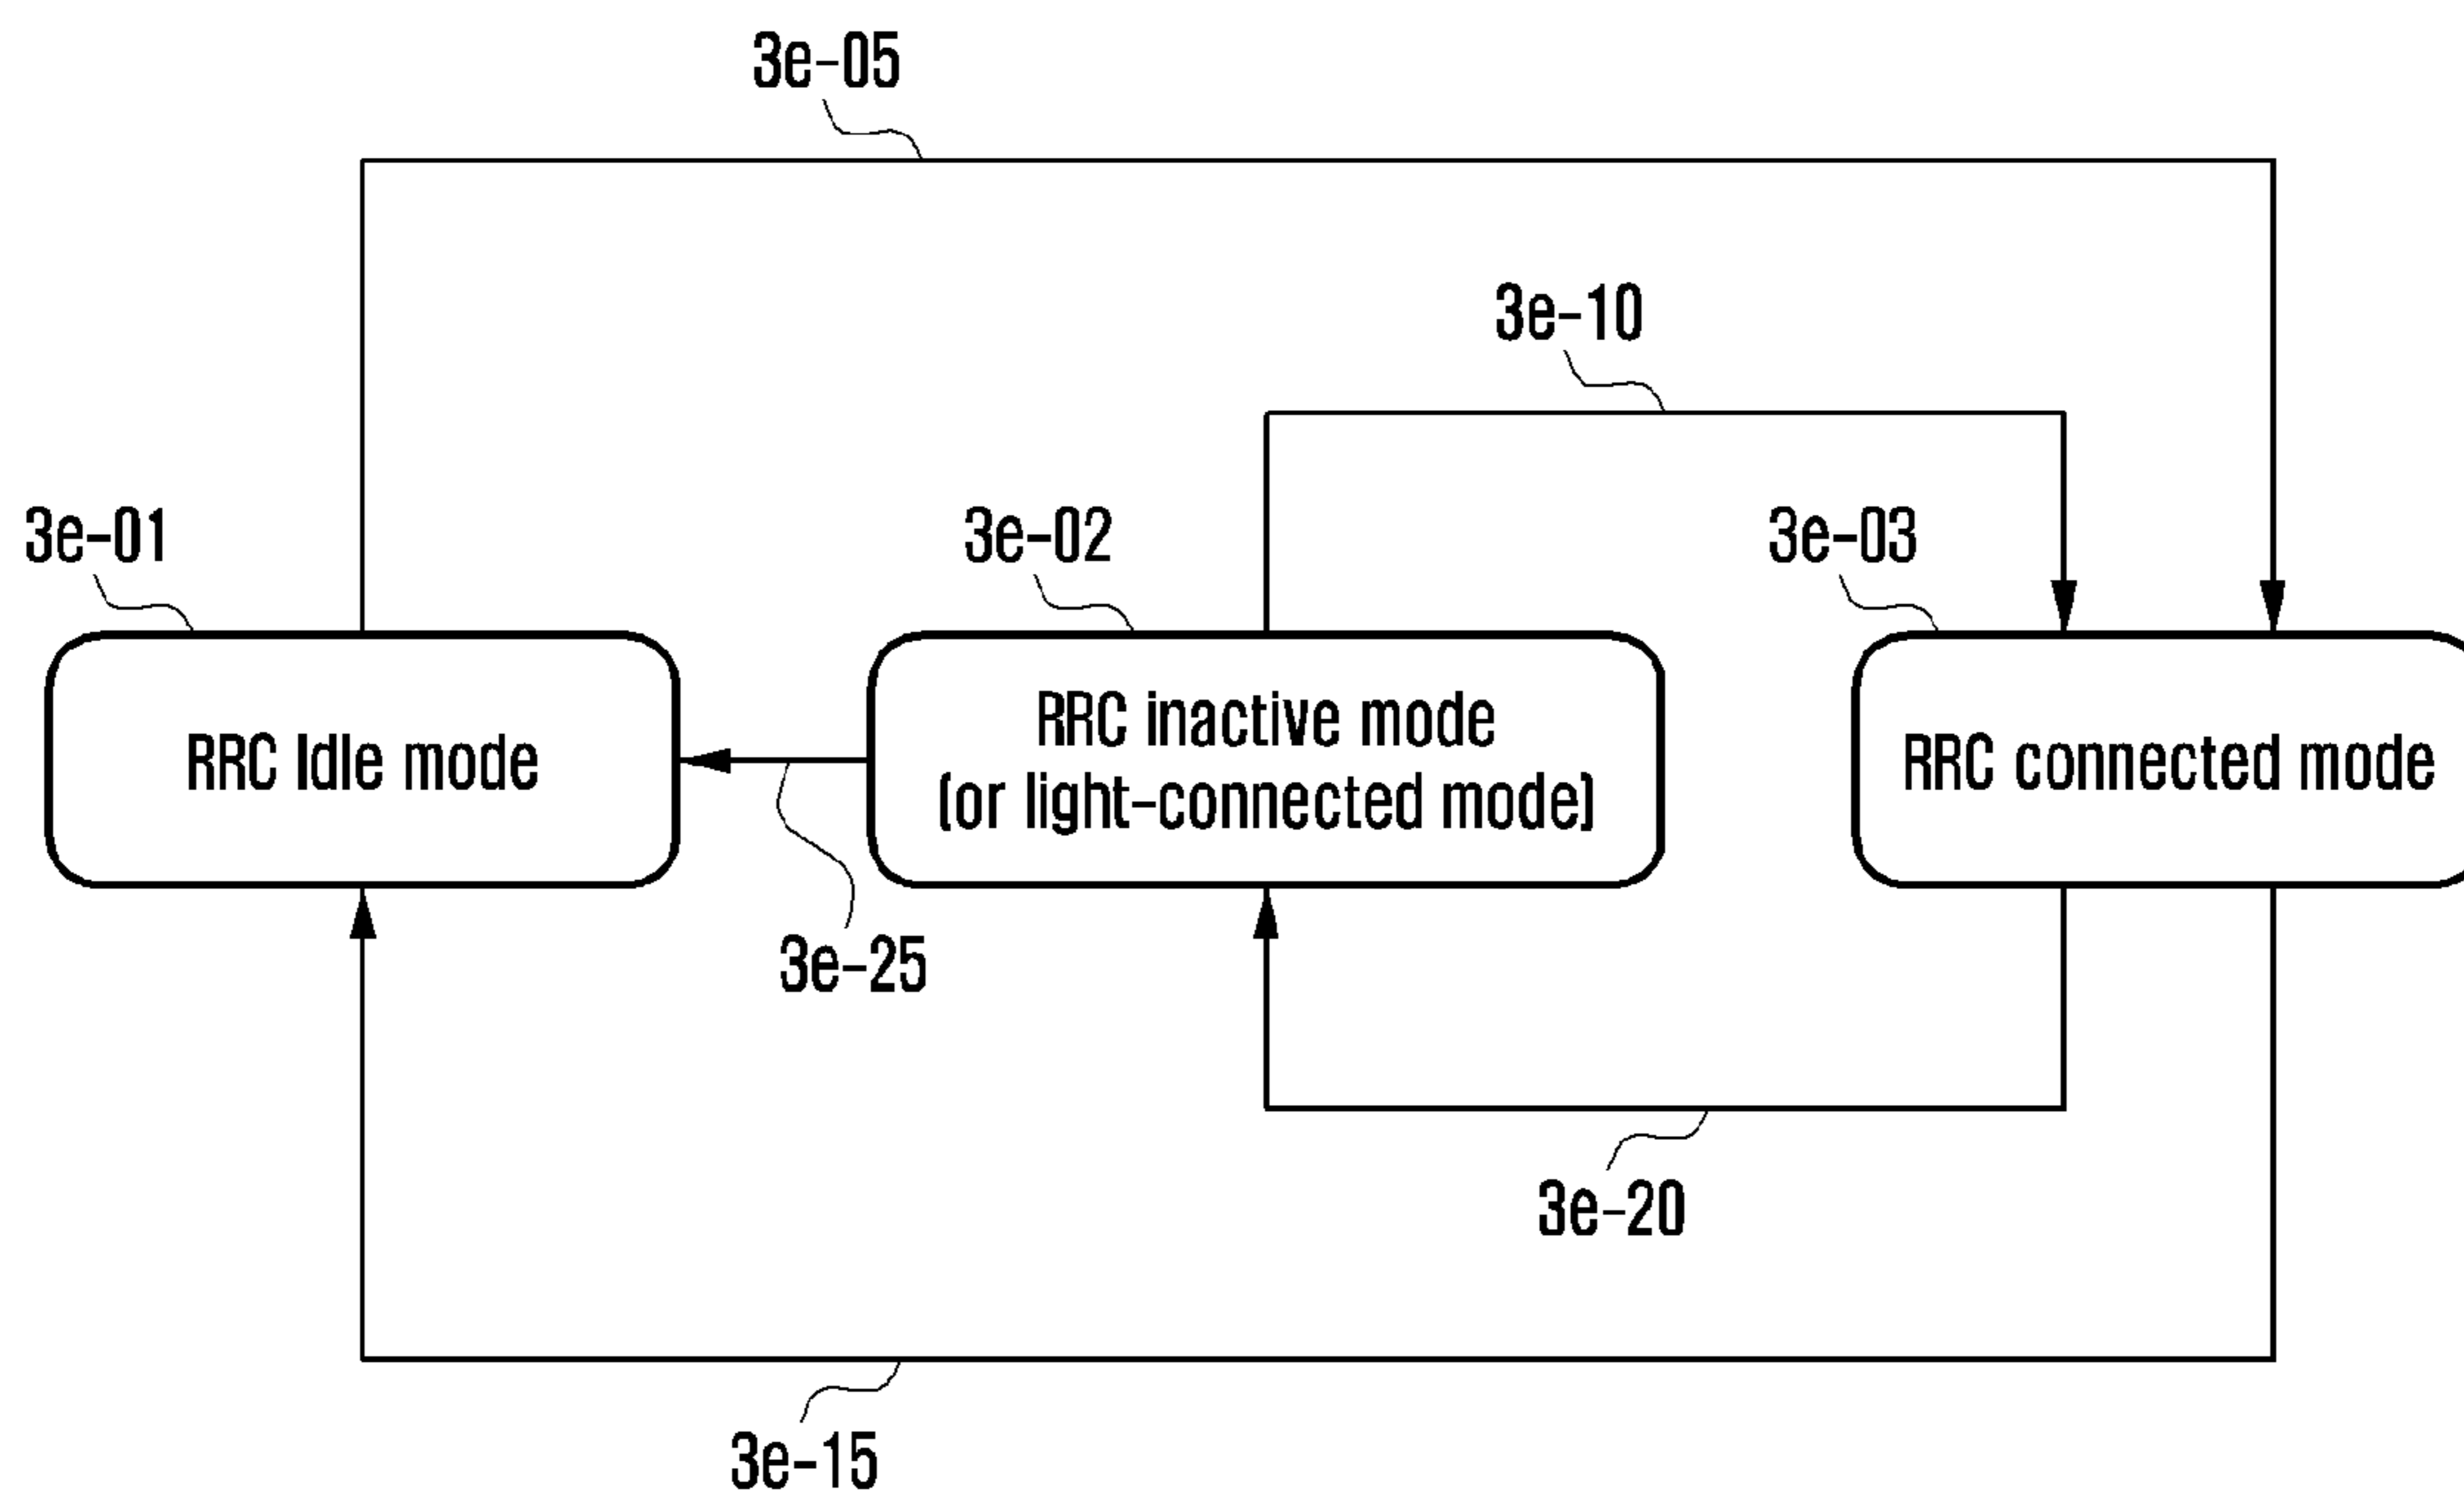 3e-05
3e-10
3e-01
3e-02
3e-03
RRC Idle mode
RRC inactive mode
(or light-connected mode)
RRC connected mode
3e-25
3e-20
3e-15